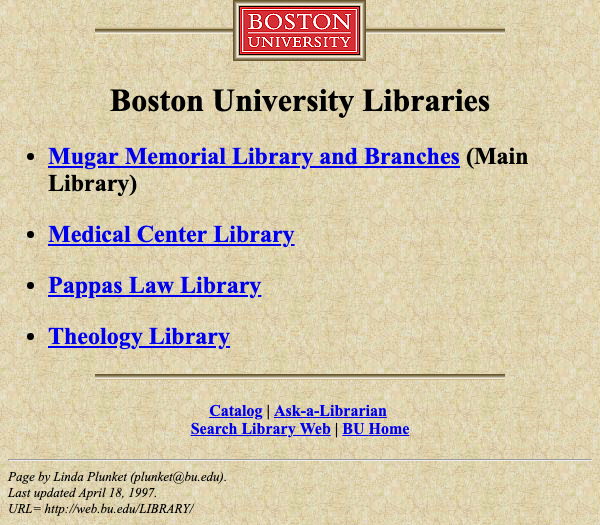 BOSTON
UNIVERSITY
Boston University Libraries
• Mugar Memorial Library and Branches (Main
Library)
• Medical Center Library
• Pappas Law Library
• Theology Library
Catalog | Ask-a-Librarian
Search Library Web | BU Home
Page by Linda Plunket (plunket@bu.edu).
Last updated April 18, 1997.
URL= http://web.bu.edu/LIBRARY/